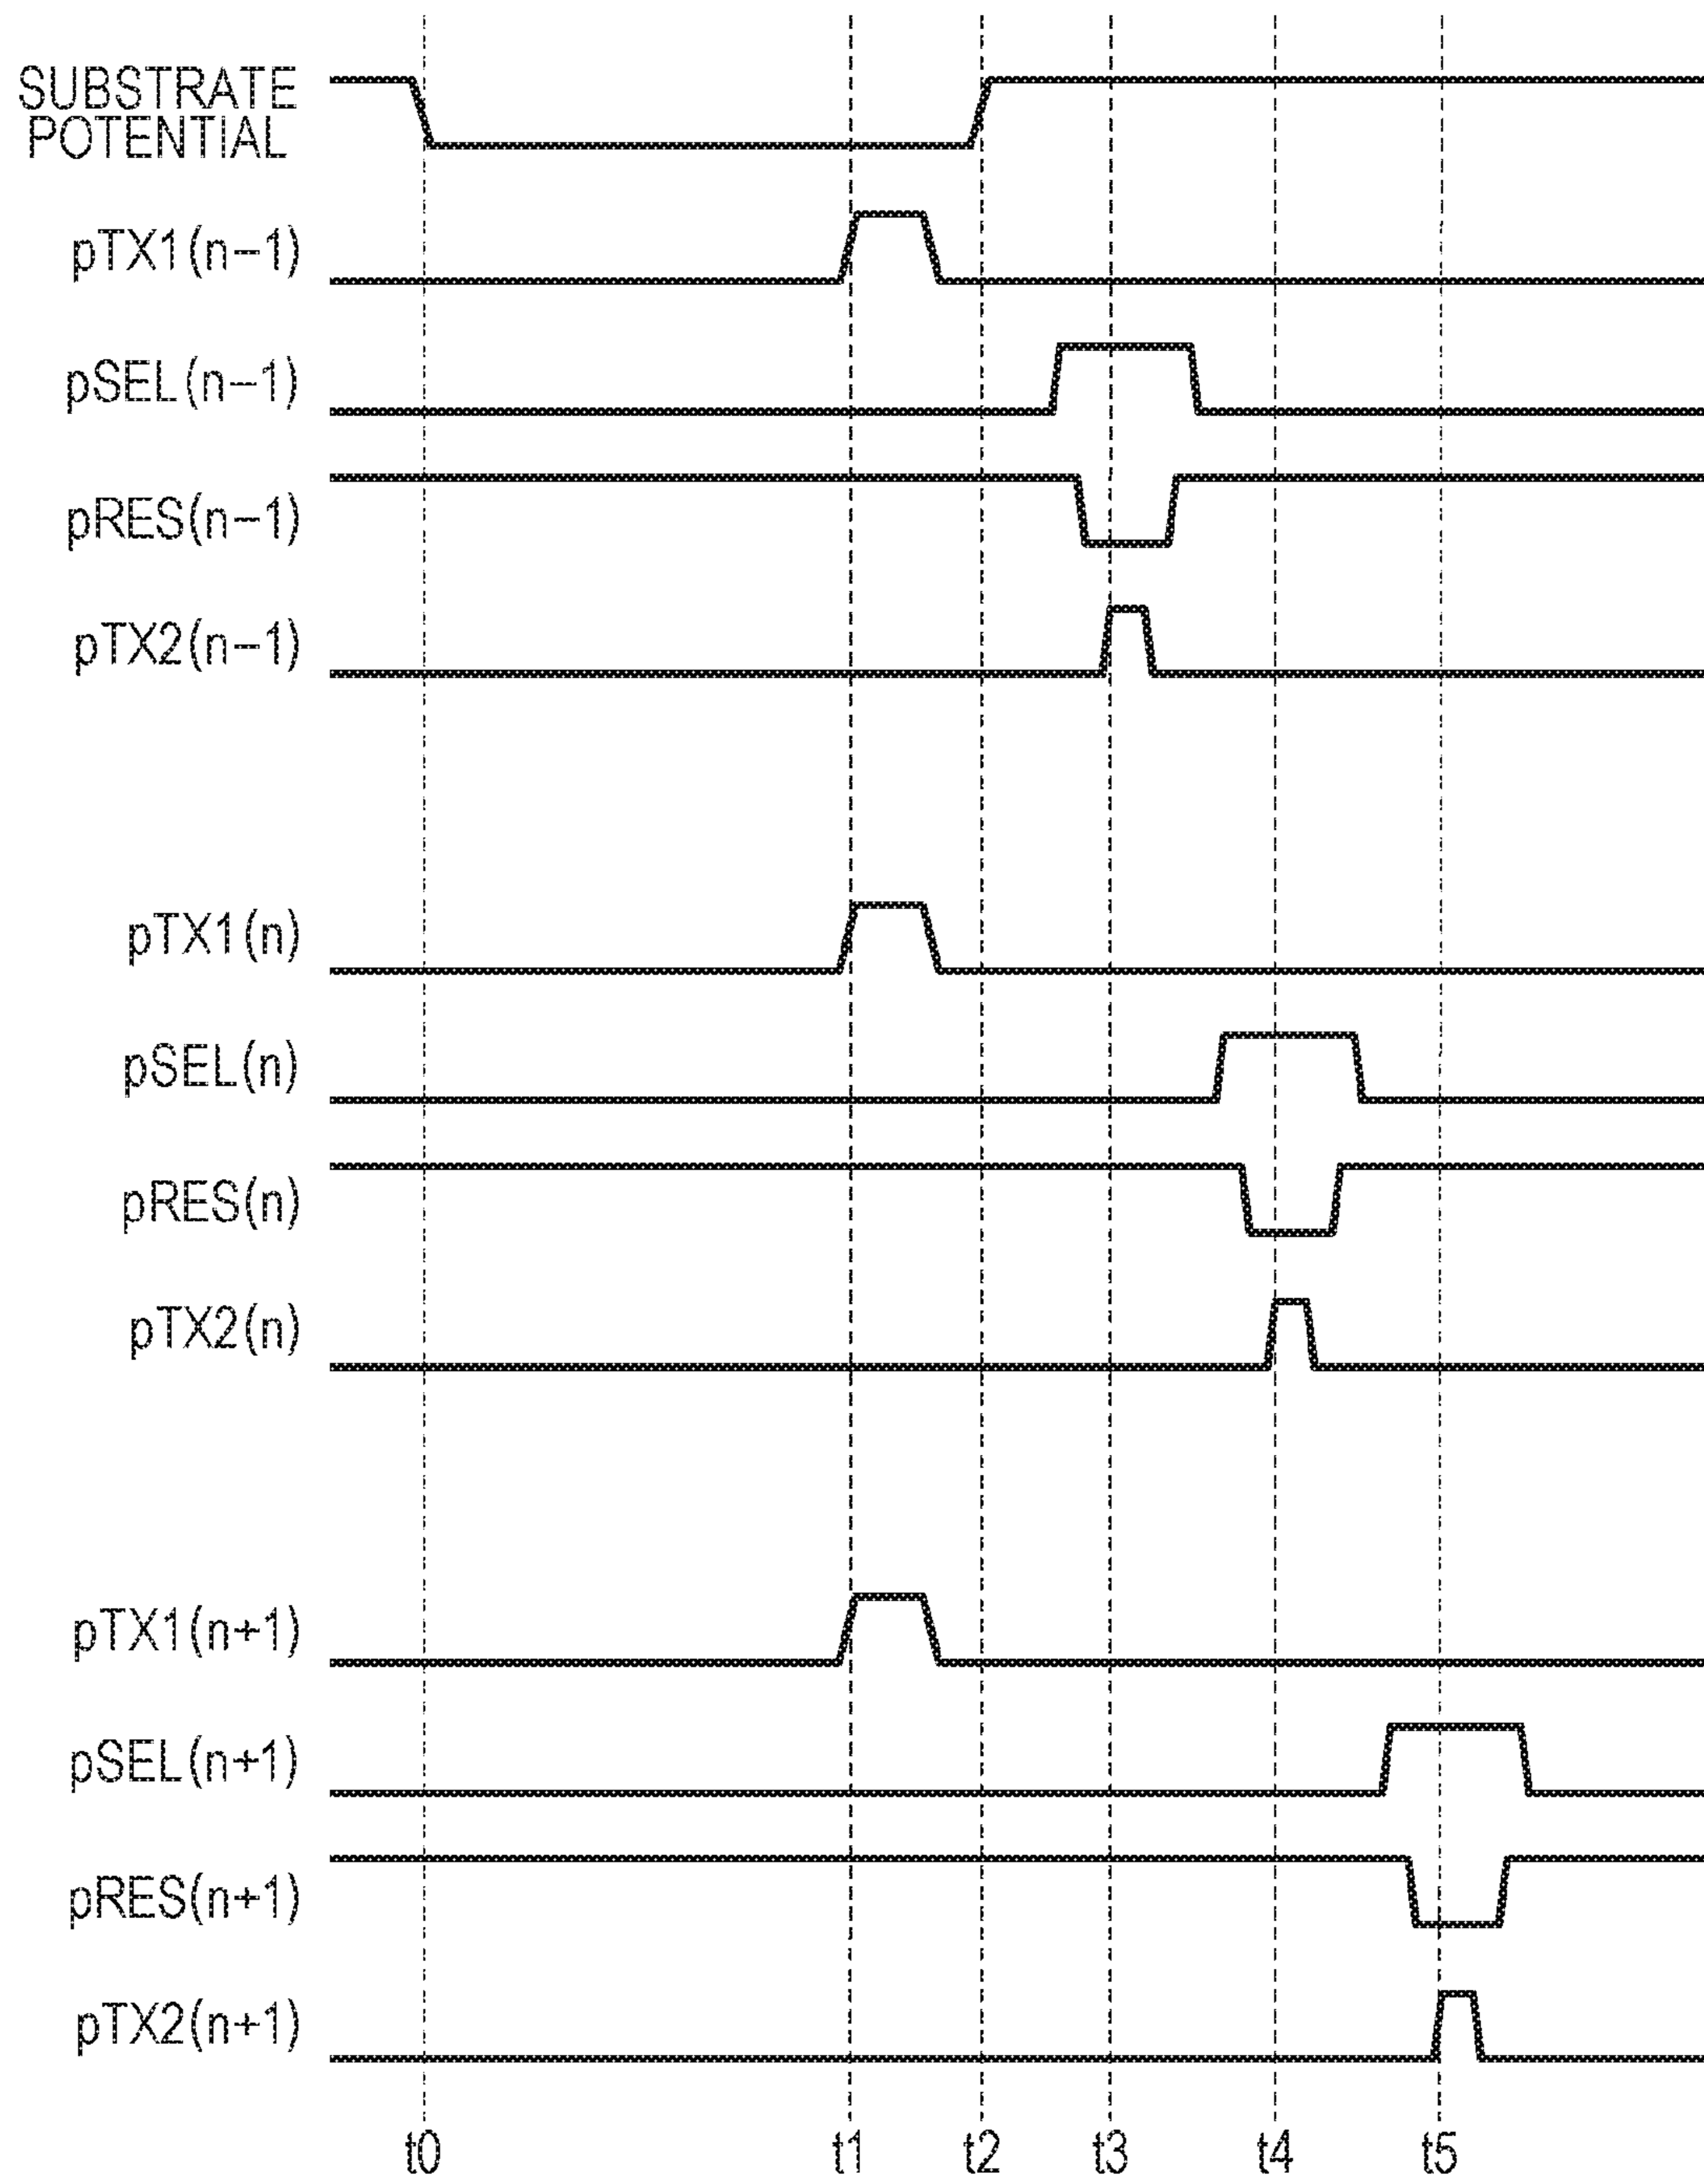 SUBSTRATE
POTENTIAL
pTX1(n−1)
pSEL(n−1)
pRES(n−1)
pTX2(n−1)
pTX1(n)
pSEL(n)
pRES(n)
pTX2(n)
pTX1(n+1)
pSEL(n+1)
pRES(n+1)
pTX2(n+1)
t0 t1 t2 t3 t4 t5